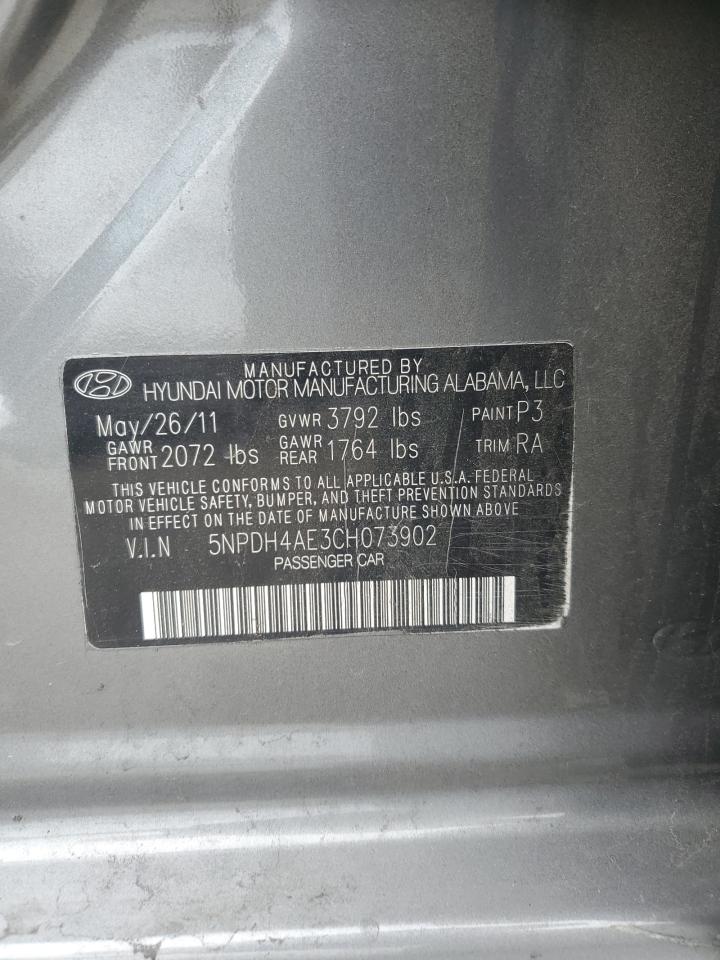 MANUFACTURED BY
HYUNDAI MOTOR MANUFACTURING ALABAMA, LLC
May/26/11 GVWR 3792 lbs PAINT P3
GAWR FRONT 2072 lbs GAWR REAR 1764 lbs TRIM RA
THIS VEHICLE CONFORMS TO ALL APPLICABLE U.S.A. FEDERAL
MOTOR VEHICLE SAFETY, BUMPER, AND THEFT PREVENTION STANDARDS
IN EFFECT ON THE DATE OF MANUFACTURE SHOWN ABOVE.
V.I.N 5NPDH4AE3CH073902
PASSENGER CAR